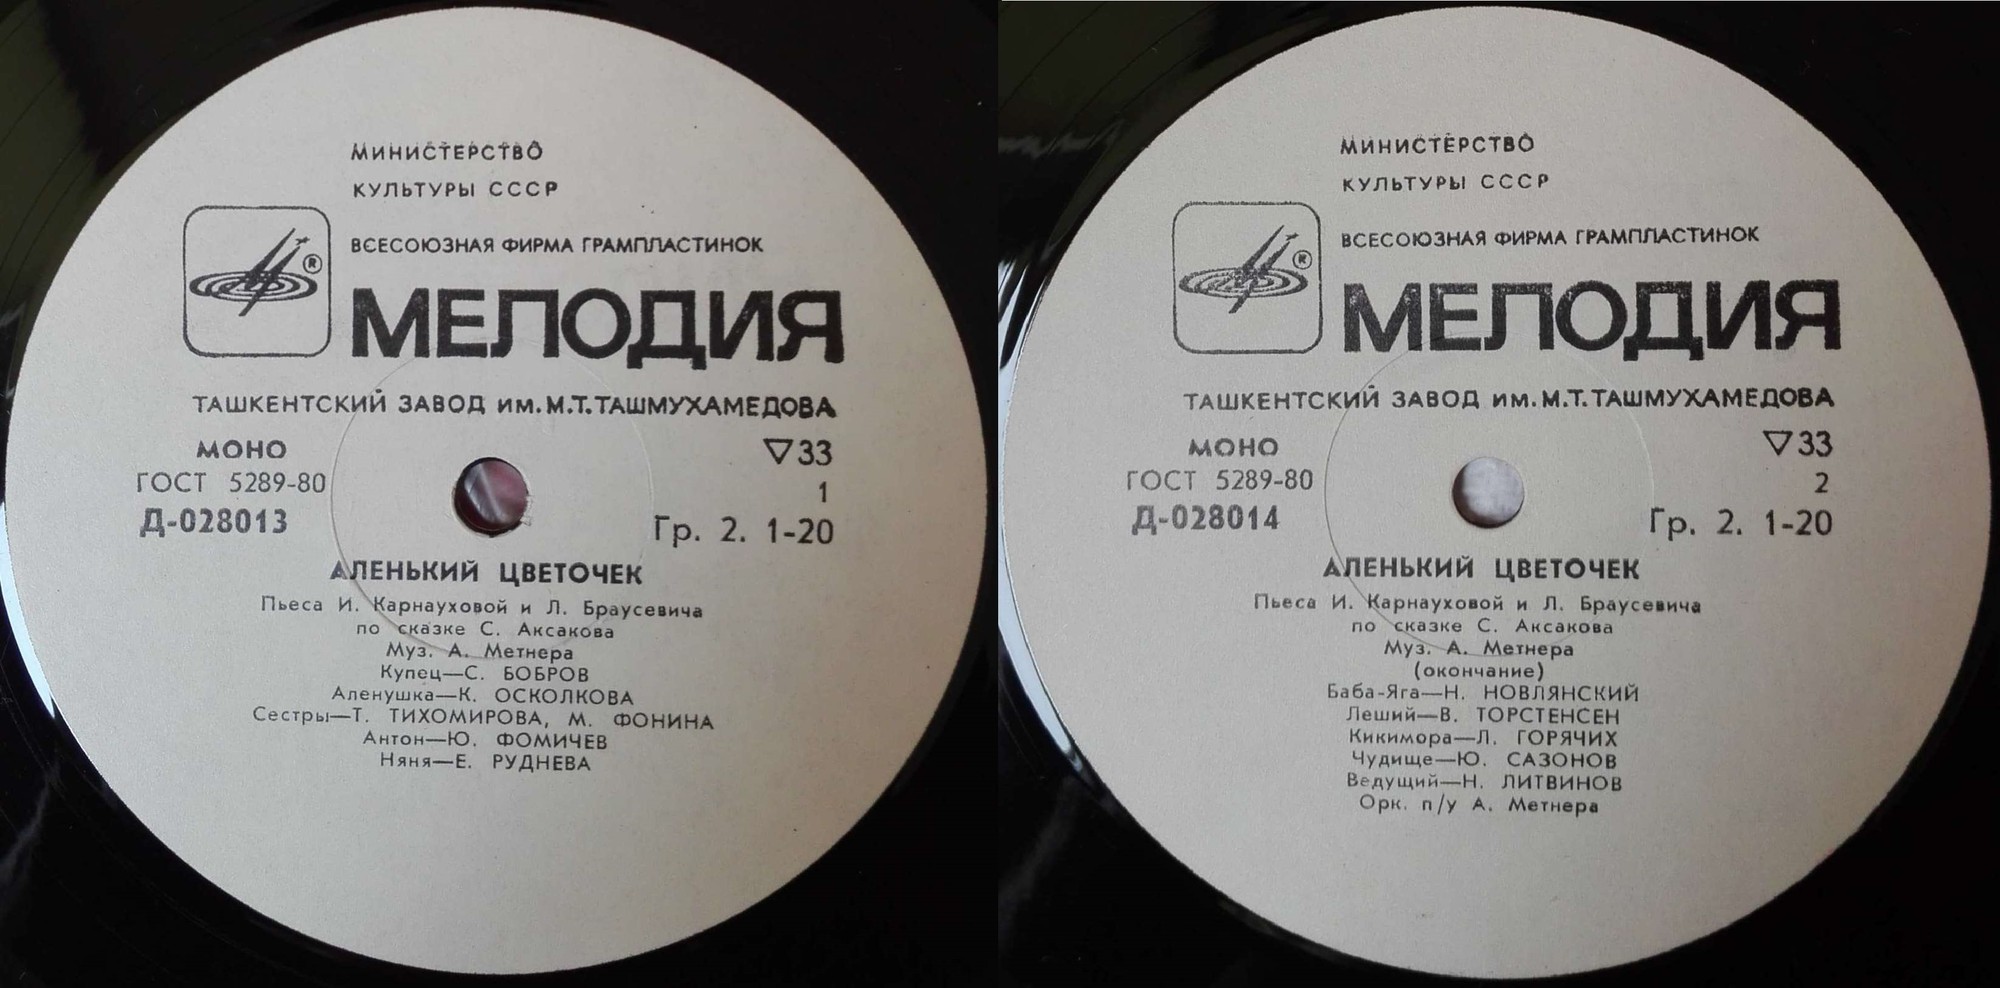 МИНИСТЕРСТВО
КУЛЬТУРЫ СССР
ВСЕСОЮЗНАЯ ФИРМА ГРАМПЛАСТИНОК
®
МЕЛОДИЯ
ТАШКЕНТСКИЙ ЗАВОД им. М.Т. ТАШМУХАМЕДОВА
МОНО
▽33
ГОСТ 5289-80
1
Д-028013
Гр. 2. 1-20
АЛЕНЬКИЙ ЦВЕТОЧЕК
Пьеса И. Карнауховой и Л. Браусевича
по сказке С. Аксакова
Муз. А. Метнера
Купец—С. БОБРОВ
Аленушка—К. ОСКОЛКОВА
Сестры—Т. ТИХОМИРОВА, М. ФОНИНА
Антон—Ю. ФОМИЧЕВ
Няня—Е. РУДНЕВА
МИНИСТЕРСТВО
КУЛЬТУРЫ СССР
ВСЕСОЮЗНАЯ ФИРМА ГРАМПЛАСТИНОК
®
МЕЛОДИЯ
ТАШКЕНТСКИЙ ЗАВОД им. М.Т. ТАШМУХАМЕДОВА
МОНО
▽33
ГОСТ 5289-80
2
Д-028014
Гр. 2. 1-20
АЛЕНЬКИЙ ЦВЕТОЧЕК
Пьеса И. Карнауховой и Л. Браусевича
по сказке С. Аксакова
Муз. А. Метнера
(окончание)
Баба-Яга—Н. НОВЛЯНСКИЙ
Леший—В. ТОРСТЕНСЕН
Кикимора—Л. ГОРЯЧИХ
Чудище—Ю. САЗОНОВ
Ведущий—Н. ЛИТВИНОВ
Орк. п/у А. Метнера